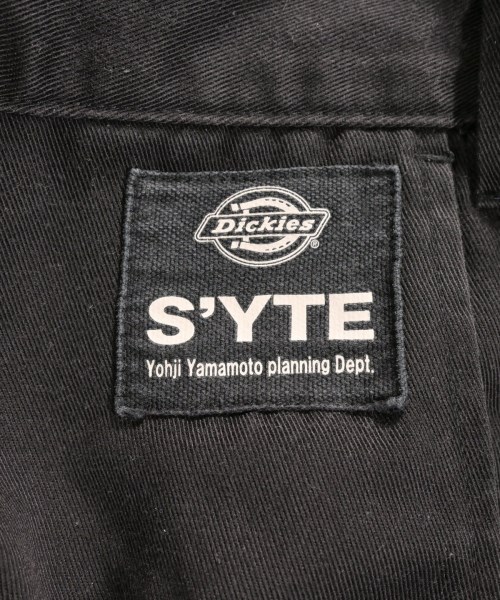 Dickies®
S'YTE
Yohji Yamamoto planning Dept.